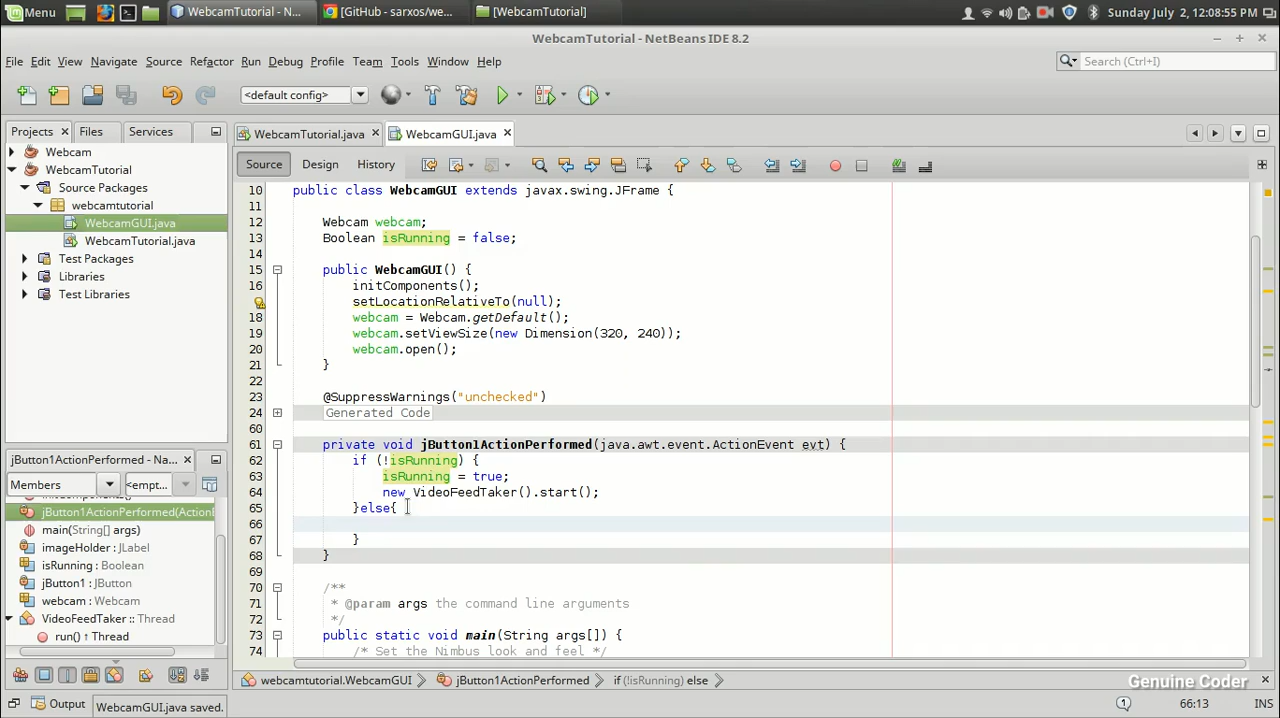 Menu
WebcamTutorial - N...
[GitHub - sarxos/we...
[WebcamTutorial]
Sunday July 2, 12:08:55 PM
WebcamTutorial - NetBeans IDE 8.2
File Edit View Navigate Source Refactor Run Debug Profile Team Tools Window Help
Search (Ctrl+I)
<default config>
Projects Files Services
WebcamTutorial.java
WebcamGUI.java
Source Design History
Webcam
WebcamTutorial
Source Packages
webcamtutorial
WebcamGUI.java
WebcamTutorial.java
Test Packages
Libraries
Test Libraries
10 public class WebcamGUI extends javax.swing.JFrame {
11
12 Webcam webcam;
13 Boolean isRunning = false;
14
15 public WebcamGUI() {
16 initComponents();
17 setLocationRelativeTo(null);
18 webcam = Webcam.getDefault();
19 webcam.setViewSize(new Dimension(320, 240));
20 webcam.open();
21 }
22
23 @SuppressWarnings("unchecked")
24 Generated Code
60
61 private void jButton1ActionPerformed(java.awt.event.ActionEvent evt) {
62 if (!isRunning) {
63 isRunning = true;
64 new VideoFeedTaker().start();
65 }else{
66
67 }
68 }
69
70 /**
71 * @param args the command line arguments
72 */
73 public static void main(String args[]) {
74 /* Set the Nimbus look and feel */
jButton1ActionPerformed - Na...
Members
<empt...
jButton1ActionPerformed(Action
main(String[] args)
imageHolder : JLabel
isRunning : Boolean
jButton1 : JButton
webcam : Webcam
VideoFeedTaker :: Thread
run() ↑ Thread
webcamtutorial.WebcamGUI
jButton1ActionPerformed
if (!isRunning) else
Genuine Coder
Output
WebcamGUI.java saved.
1
66:13
INS